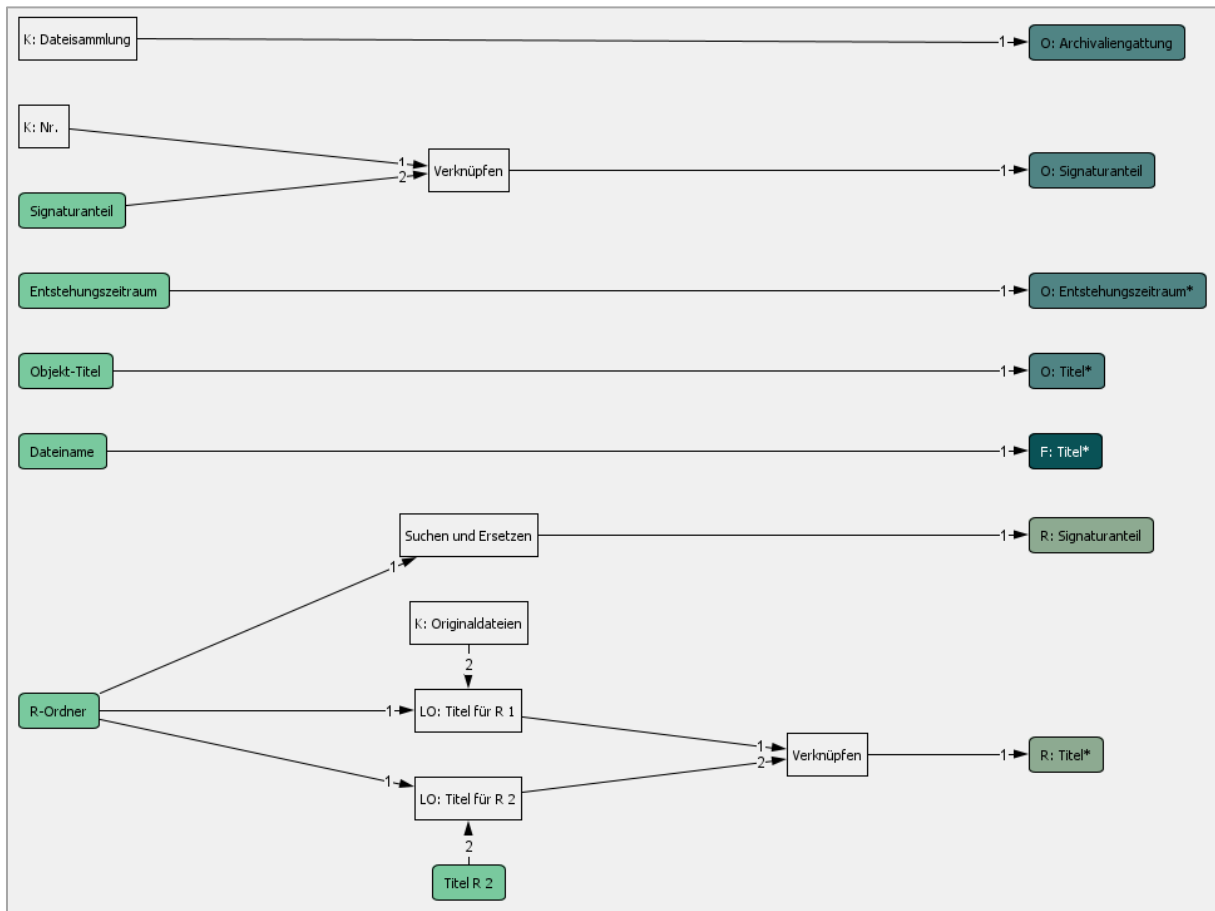 K: Dateisammlung
1
O: Archivaliengattung
K: Nr.
1
2
Verknüpfen
1
O: Signaturanteil
Signaturanteil
Entstehungszeitraum
1
O: Entstehungszeitraum*
Objekt-Titel
1
O: Titel*
Dateiname
1
F: Titel*
Suchen und Ersetzen
1
R: Signaturanteil
1
K: Originaldateien
2
R-Ordner
1
LO: Titel für R 1
1
2
Verknüpfen
1
R: Titel*
1
LO: Titel für R 2
2
Titel R 2